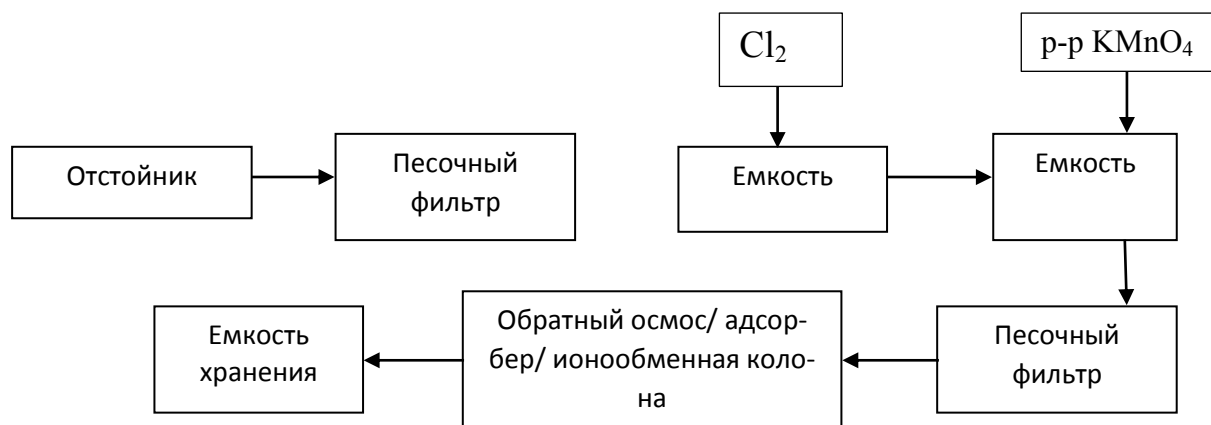 Cl₂
р-р KMnO₄
Отстойник
Песочный
фильтр
Емкость
Емкость
Емкость
хранения
Обратный осмос/ адсор-
бер/ ионообменная коло-
на
Песочный
фильтр